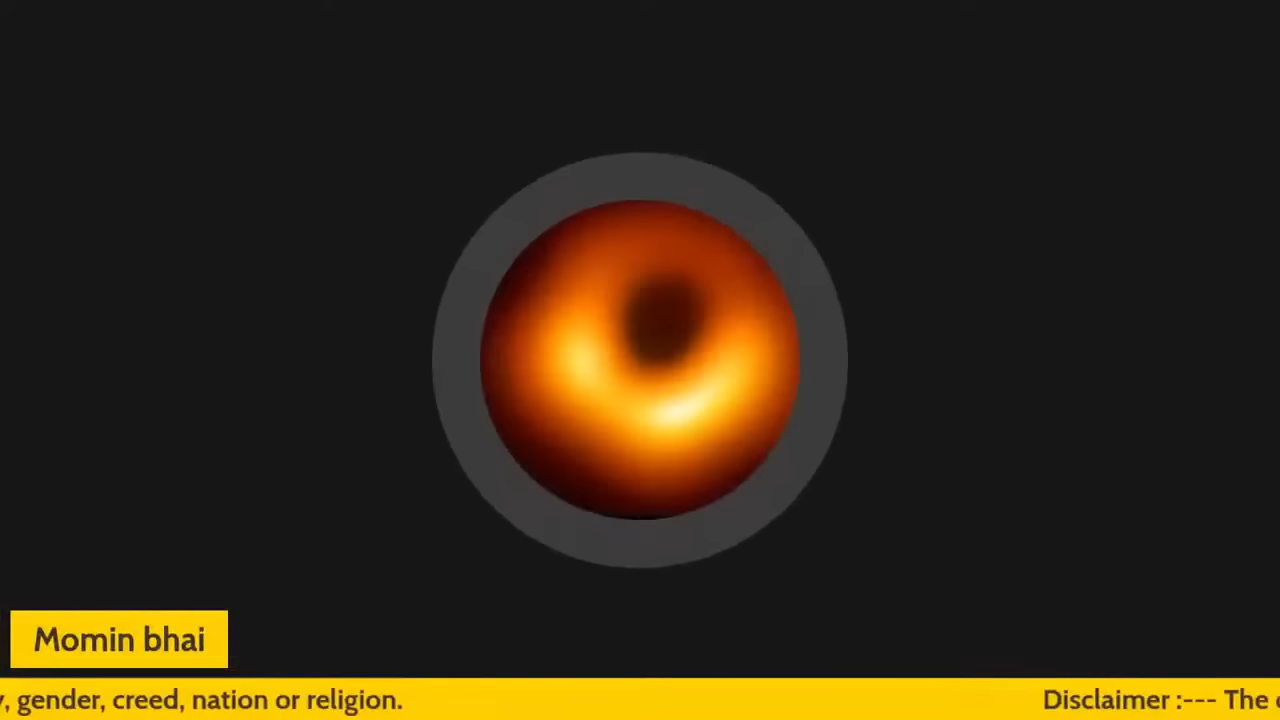 Momin bhai
, gender, creed, nation or religion. Disclaimer :--- The